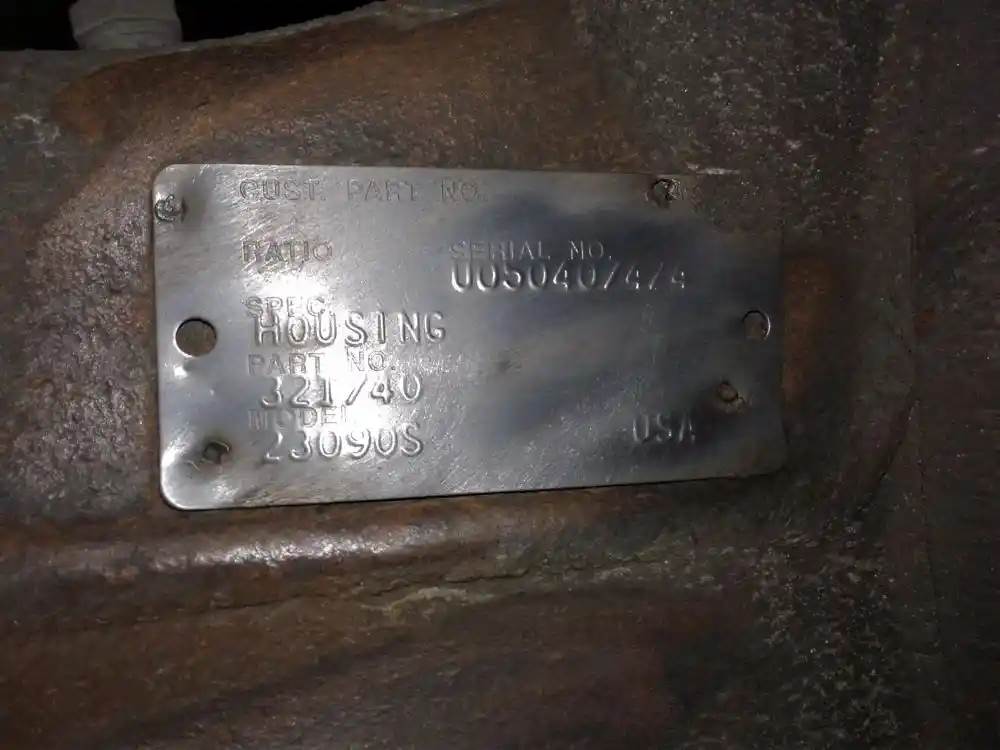 CUST. PART NO.
RATIO SERIAL NO.
U050407474
SPEC
HOUSING
PART NO.
321740
MODEL
23090S
USA